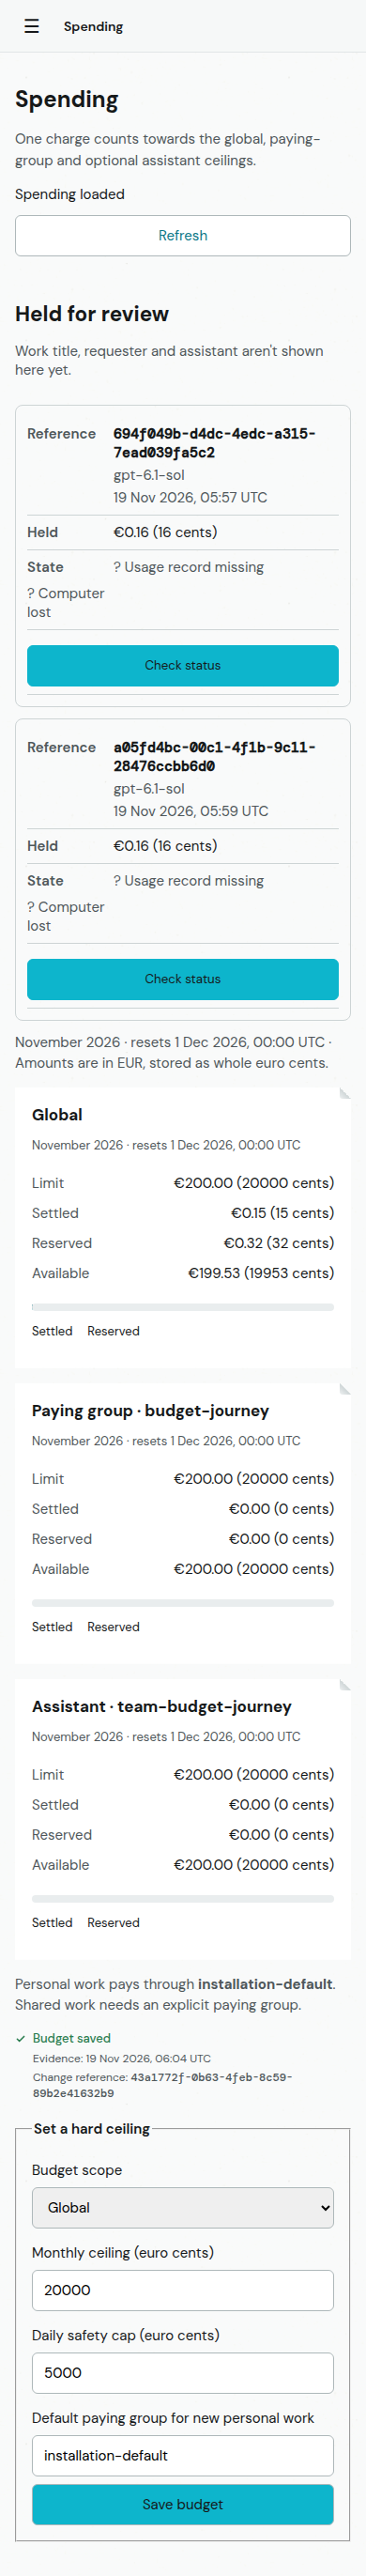 ☰ Spending
Spending
One charge counts towards the global, paying-
group and optional assistant ceilings.
Spending loaded
Refresh
Held for review
Work title, requester and assistant aren't shown
here yet.
Reference 694f049b-d4dc-4edc-a315-
7ead039fa5c2
gpt-6.1-sol
19 Nov 2026, 05:57 UTC
Held €0.16 (16 cents)
State ? Usage record missing
? Computer
lost
Check status
Reference a05fd4bc-00c1-4f1b-9c11-
28476ccbb6d0
gpt-6.1-sol
19 Nov 2026, 05:59 UTC
Held €0.16 (16 cents)
State ? Usage record missing
? Computer
lost
Check status
November 2026 · resets 1 Dec 2026, 00:00 UTC ·
Amounts are in EUR, stored as whole euro cents.
Global
November 2026 · resets 1 Dec 2026, 00:00 UTC
Limit €200.00 (20000 cents)
Settled €0.15 (15 cents)
Reserved €0.32 (32 cents)
Available €199.53 (19953 cents)
Settled Reserved
Paying group · budget-journey
November 2026 · resets 1 Dec 2026, 00:00 UTC
Limit €200.00 (20000 cents)
Settled €0.00 (0 cents)
Reserved €0.00 (0 cents)
Available €200.00 (20000 cents)
Settled Reserved
Assistant · team-budget-journey
November 2026 · resets 1 Dec 2026, 00:00 UTC
Limit €200.00 (20000 cents)
Settled €0.00 (0 cents)
Reserved €0.00 (0 cents)
Available €200.00 (20000 cents)
Settled Reserved
Personal work pays through installation-default.
Shared work needs an explicit paying group.
✓ Budget saved
Evidence: 19 Nov 2026, 06:04 UTC
Change reference: 43a1772f-0b63-4feb-8c59-
89b2e41632b9
Set a hard ceiling
Budget scope
Global
Monthly ceiling (euro cents)
20000
Daily safety cap (euro cents)
5000
Default paying group for new personal work
installation-default
Save budget